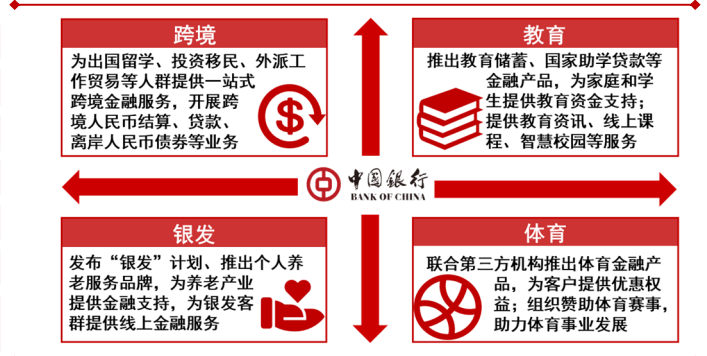 跨境
为出国留学、投资移民、外派工
作贸易等人群提供一站式
跨境金融服务，开展跨
境人民币结算、贷款、
离岸人民币债券等业务
教育
推出教育储蓄、国家助学贷款等
金融产品，为家庭和学
生提供教育资金支持；
提供教育资讯、线上课
程、智慧校园等服务
中國銀行
BANK OF CHINA
银发
发布“银发”计划、推出个人养
老服务品牌，为养老产业
提供金融支持，为银发客
群提供线上金融服务
体育
联合第三方机构推出体育金融产
品，为客户提供优惠权
益；组织赞助体育赛事，
助力体育事业发展